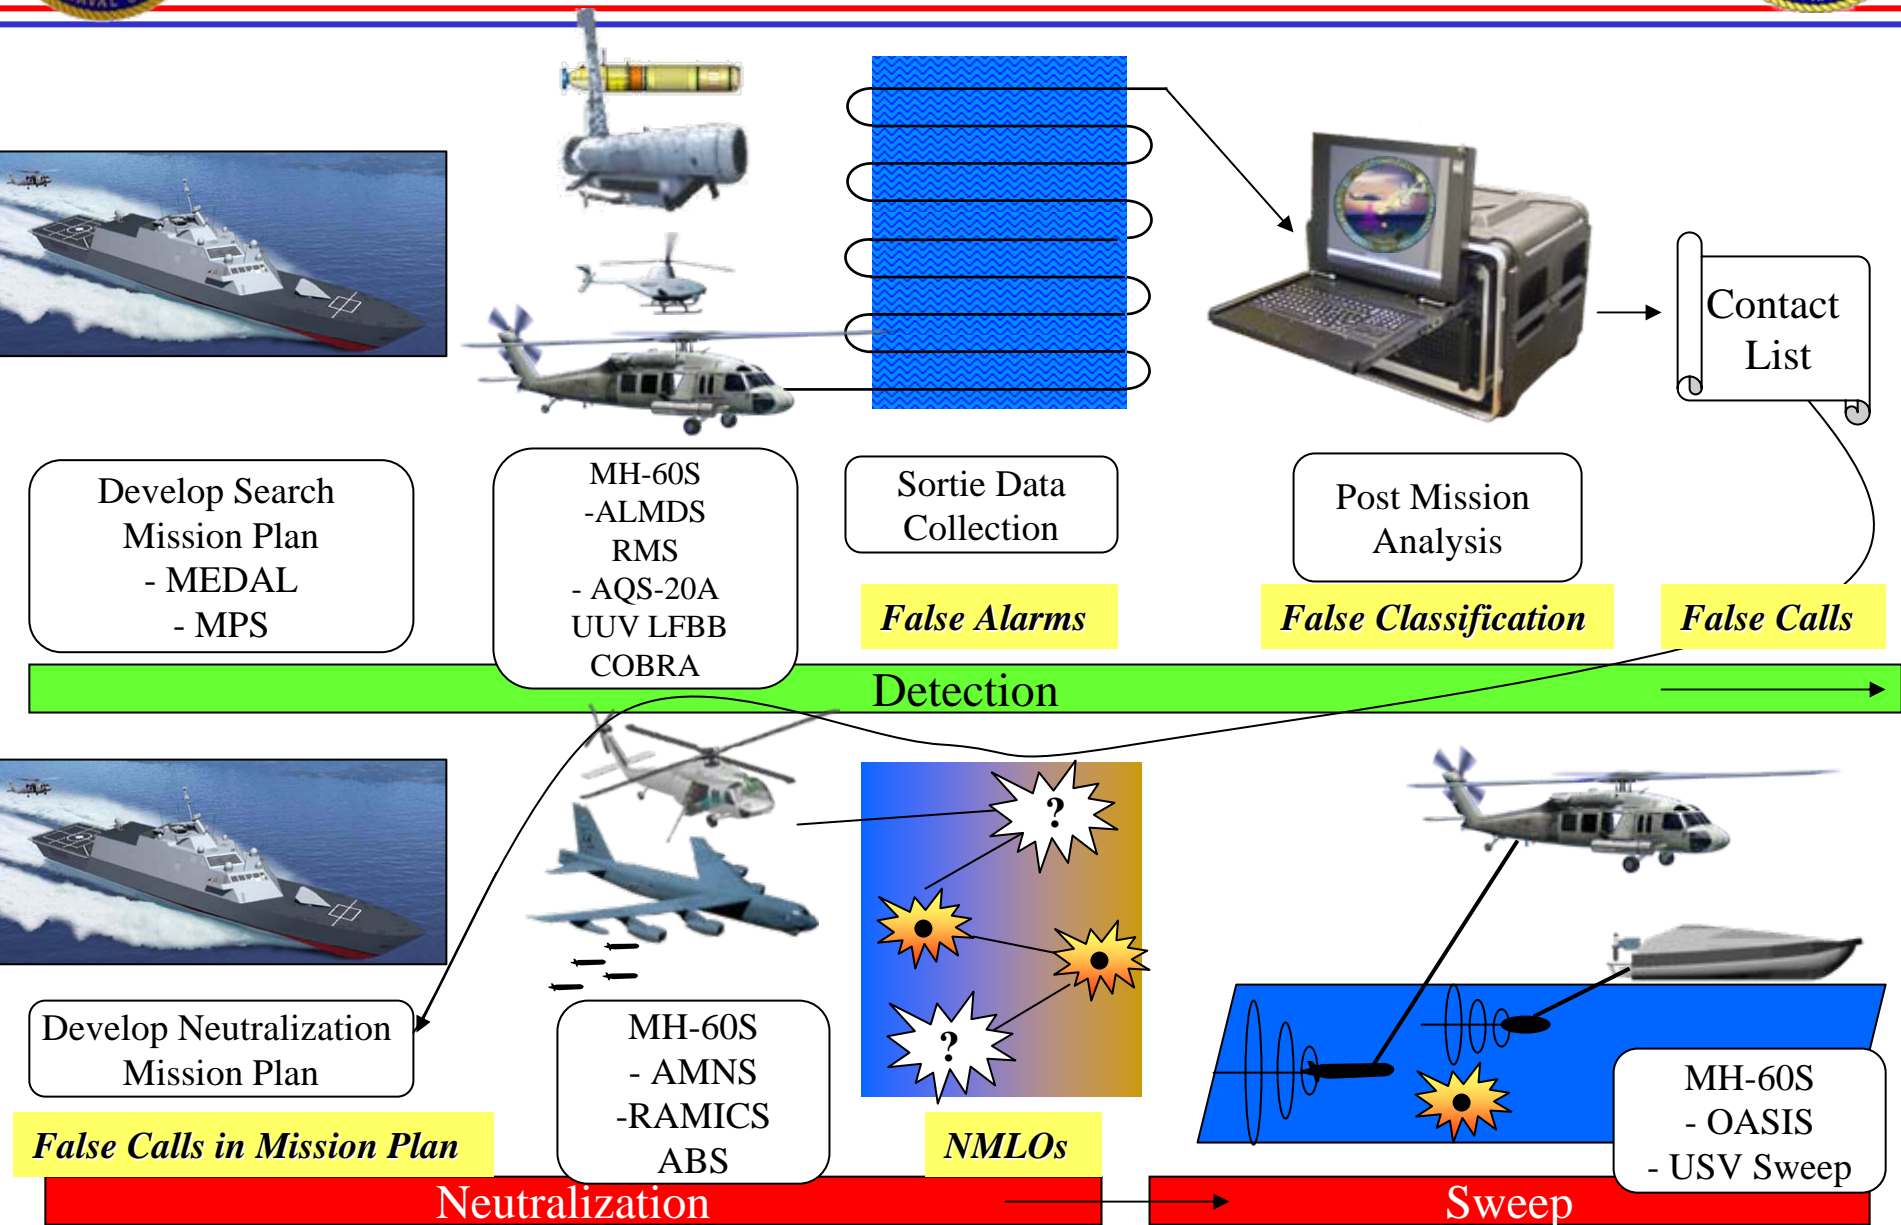 NAVAL
Contact
List
Develop Search
Mission Plan
- MEDAL
- MPS
MH-60S
-ALMDS
RMS
- AQS-20A
UUV LFBB
COBRA
Sortie Data
Collection
Post Mission
Analysis
False Alarms
False Classification
False Calls
Detection
?
?
Develop Neutralization
Mission Plan
MH-60S
- AMNS
-RAMICS
ABS
MH-60S
- OASIS
- USV Sweep
False Calls in Mission Plan
NMLOs
Neutralization
Sweep